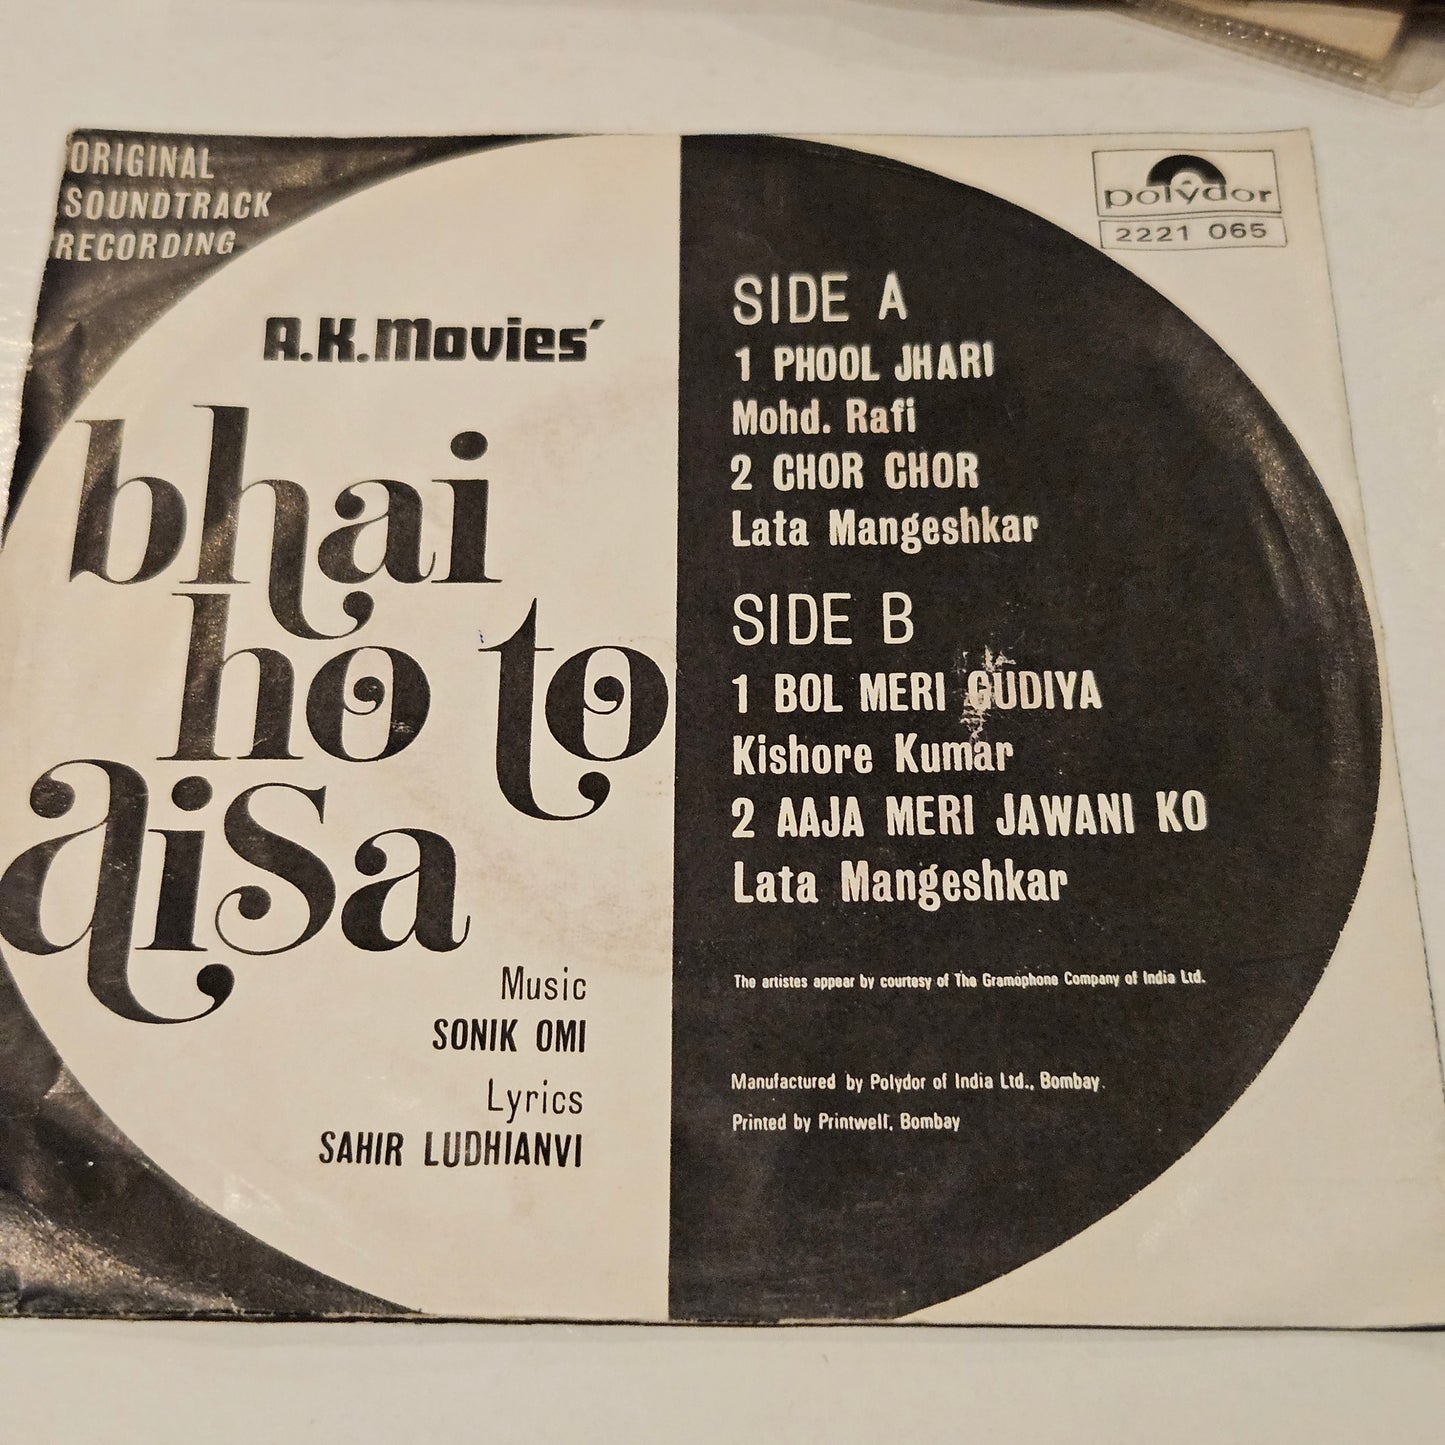 ORIGINAL
SOUNDTRACK
RECORDING
A.K.Movies'
bhai
ho to
aisa
Music
SONIK OMI
Lyrics
SAHIR LUDHIANVI
polydor
2221 065
SIDE A
1 PHOOL JHARI
Mohd. Rafi
2 CHOR CHOR
Lata Mangeshkar
SIDE B
1 BOL MERI GUDIYA
Kishore Kumar
2 AAJA MERI JAWANI KO
Lata Mangeshkar
The artistes appear by courtesy of The Gramophone Company of India Ltd.
Manufactured by Polydor of India Ltd., Bombay.
Printed by Printwell, Bombay